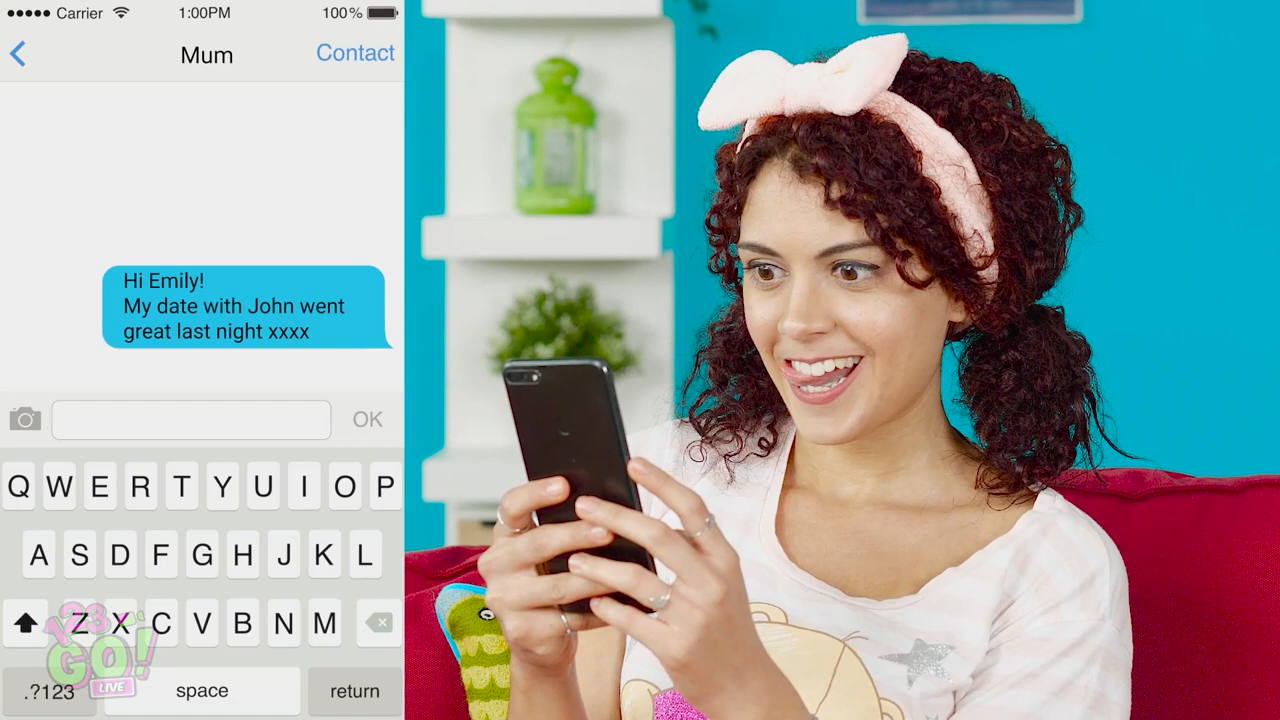 Carrier 1:00PM 100%
Mum Contact
Hi Emily!
My date with John went
great last night xxxx
OK
Q W E R T Y U I O P
A S D F G H J K L
Z X C V B N M
.?123 space return
123
GO!
LIVE